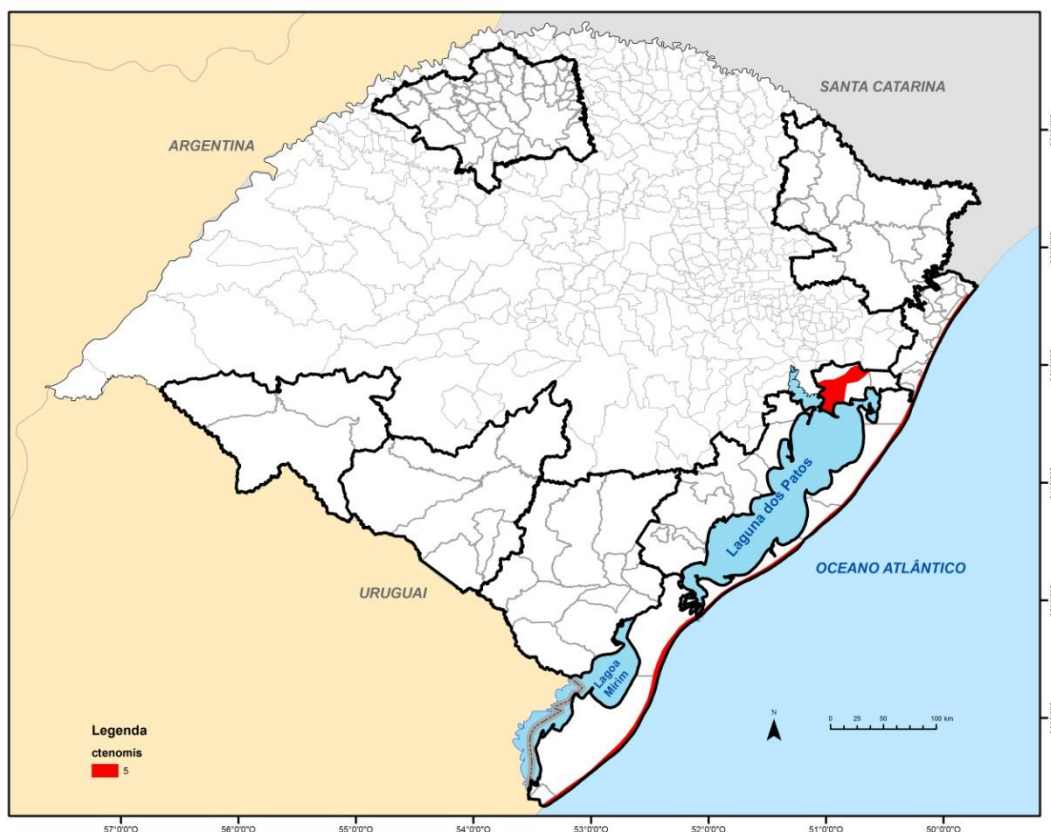 SANTA CATARINA
ARGENTINA
Laguna dos Patos
OCEANO ATLÂNTICO
URUGUAI
Lagoa
Mirim
Legenda
ctenomis
5
N
0 25 50 100 km
57°0'0"O 56°0'0"O 55°0'0"O 54°0'0"O 53°0'0"O 52°0'0"O 51°0'0"O 50°0'0"O